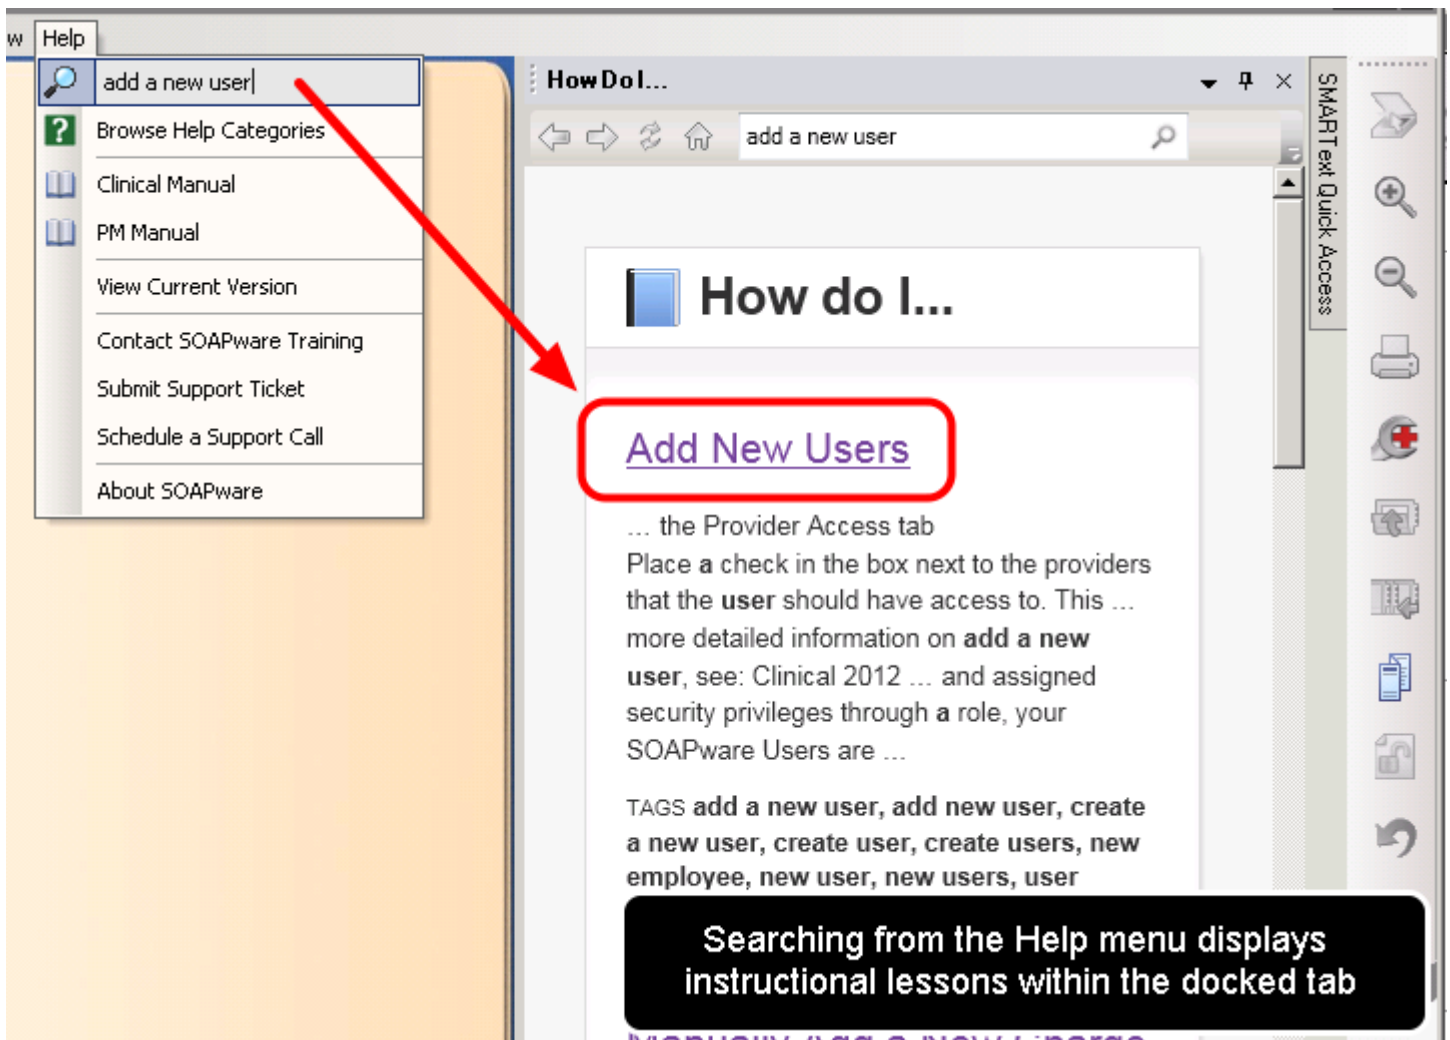 w Help
add a new user
Browse Help Categories
Clinical Manual
PM Manual
View Current Version
Contact SOAPware Training
Submit Support Ticket
Schedule a Support Call
About SOAPware
How Do I...
add a new user
SMARText Quick Access
How do I...
Add New Users
... the Provider Access tab
Place a check in the box next to the providers
that the user should have access to. This ...
more detailed information on add a new
user, see: Clinical 2012 ... and assigned
security privileges through a role, your
SOAPware Users are ...
TAGS add a new user, add new user, create
a new user, create user, create users, new
employee, new user, new users, user
Searching from the Help menu displays
instructional lessons within the docked tab
Manually Add a New Charge